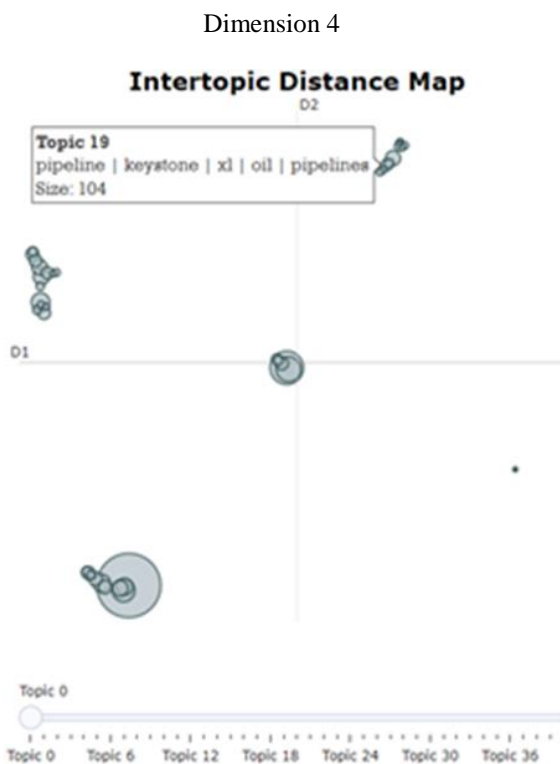 Dimension 4
Intertopic Distance Map
D2
Topic 19
pipeline | keystone | xl | oil | pipelines
Size: 104
D1
Topic 0
Topic 0 Topic 6 Topic 12 Topic 18 Topic 24 Topic 30 Topic 36